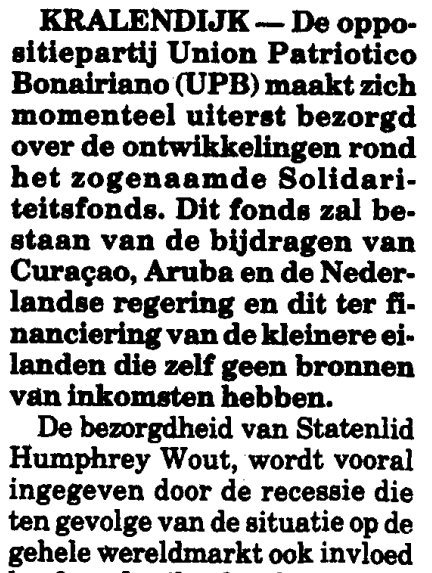 KRALENDIJK — De oppo-
sitiepartij Union Patriotico
Bonairiano (UPB) maakt zich
momenteel uiterst bezorgd
over de ontwikkelingen rond
het zogenaamde Solidari-
teitsfonds. Dit fonds zal be-
staan van de bijdragen van
Curaçao, Aruba en de Neder-
landse regering en dit ter fi-
nanciering van de kleinere ei-
landen die zelf geen bronnen
van inkomsten hebben.
De bezorgdheid van Statenlid
Humphrey Wout, wordt vooral
ingegeven door de recessie die
ten gevolge van de situatie op de
gehele wereldmarkt ook invloed